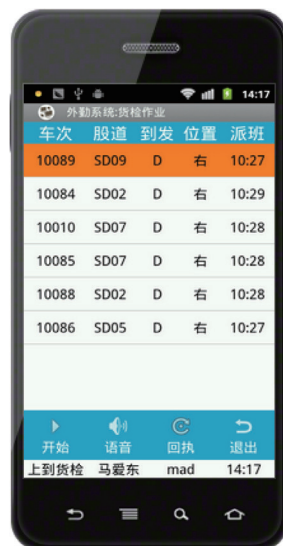 14:17
外勤系统:货检作业
车次 股道 到发 位置 派班
10089 SD09 D 右 10:27
10084 SD02 D 右 10:29
10010 SD07 D 右 10:28
10085 SD07 D 右 10:28
10088 SD02 D 右 10:28
10086 SD05 D 右 10:27
开始 语音 回执 退出
上到货检 马爱东 mad 14:17